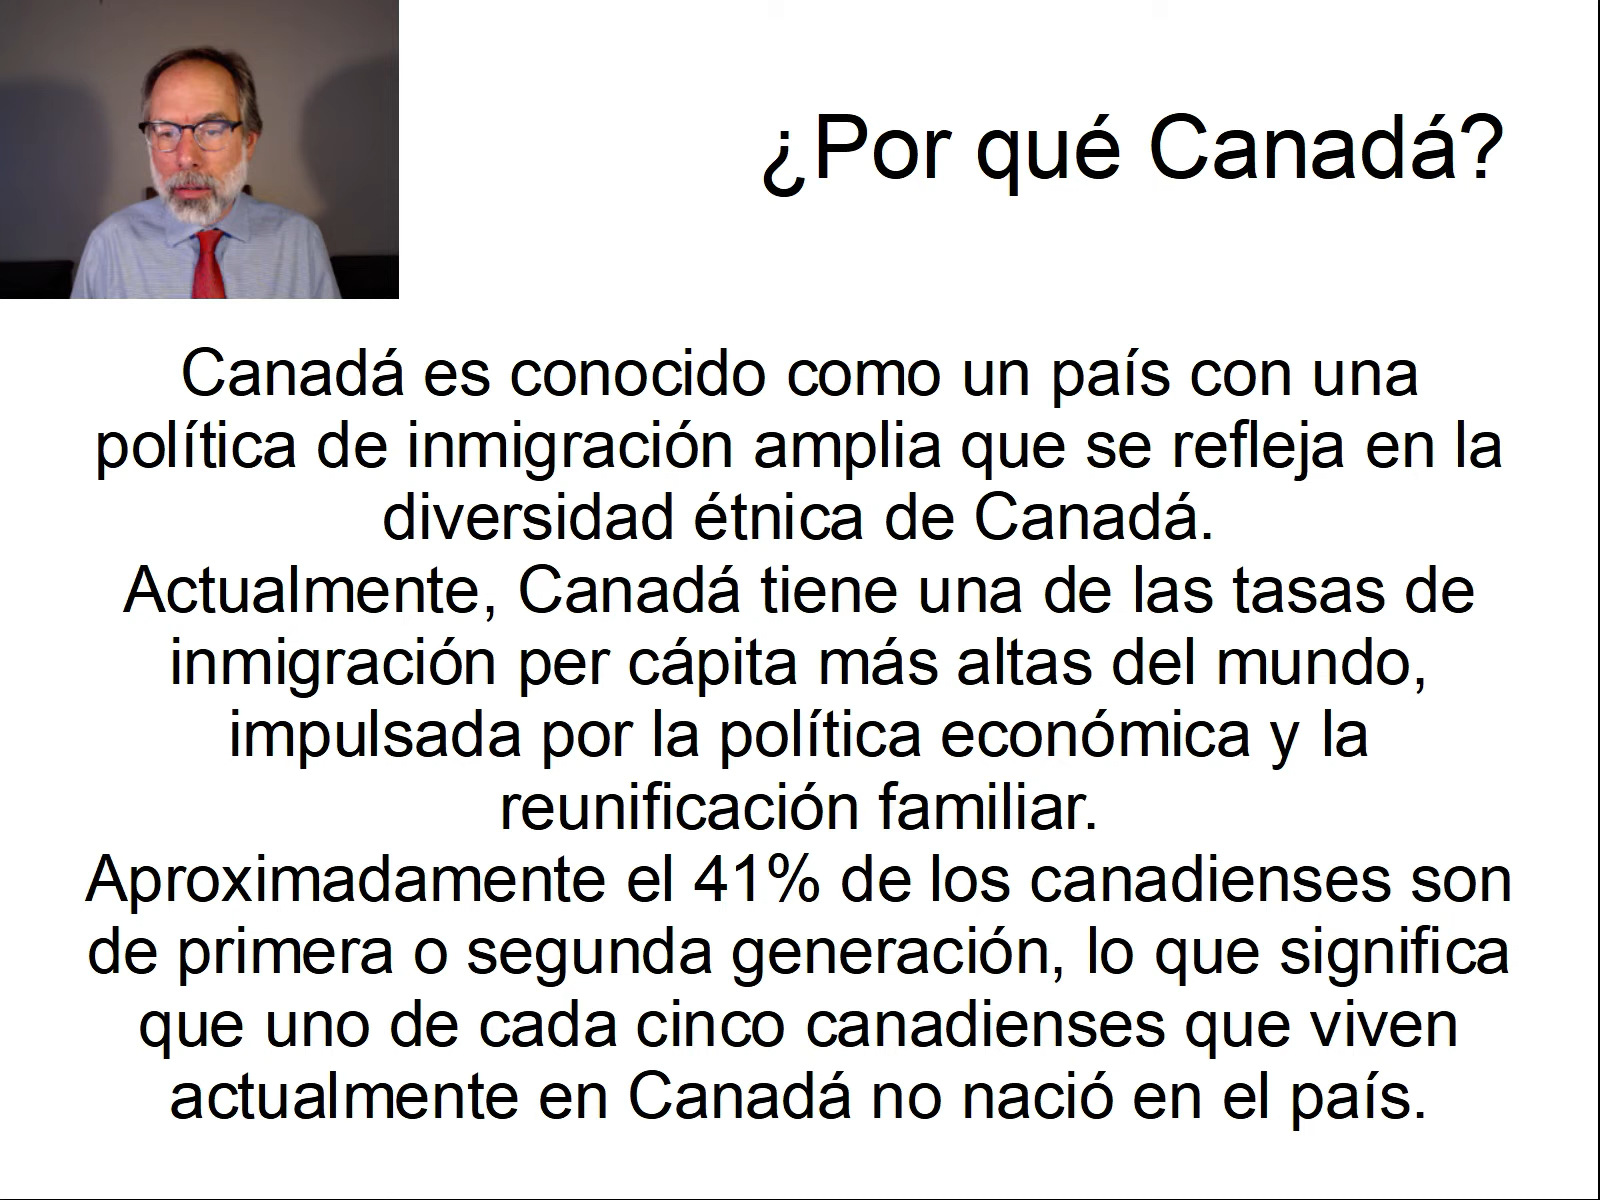 ¿Por qué Canadá?
Canadá es conocido como un país con una
política de inmigración amplia que se refleja en la
diversidad étnica de Canadá.
Actualmente, Canadá tiene una de las tasas de
inmigración per cápita más altas del mundo,
impulsada por la política económica y la
reunificación familiar.
Aproximadamente el 41% de los canadienses son
de primera o segunda generación, lo que significa
que uno de cada cinco canadienses que viven
actualmente en Canadá no nació en el país.